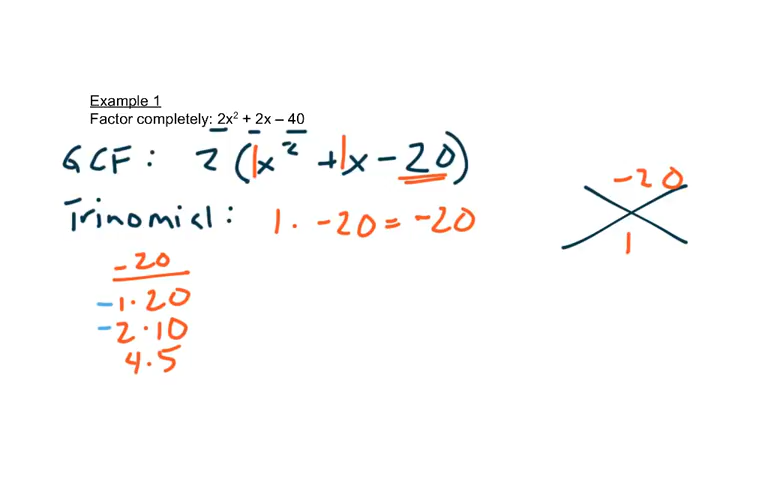 Example 1
Factor completely: 2x² + 2x – 40
GCF: 2(1x² + 1x - 20)
Trinomial: 1 · -20 = -20
-20
1
-20
-1 · 20
-2 · 10
4 · 5